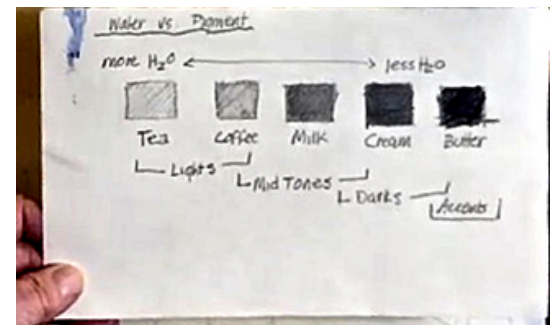 Water vs Pigment
more H₂O ⟷ less H₂O
Tea Coffee Milk Cream Butter
Lights
Mid Tones
Darks
Accents